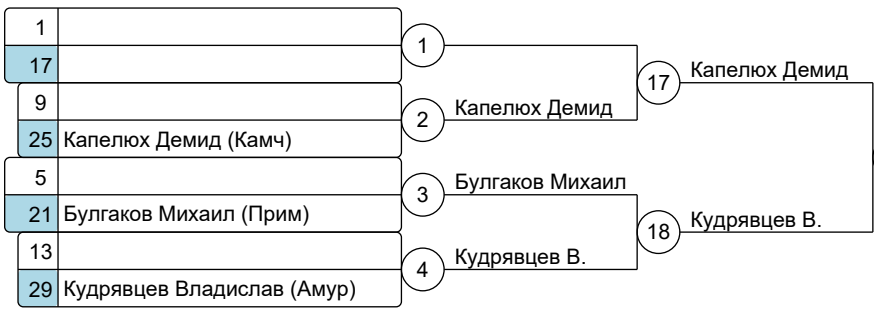 1
17
1
9
25 Капелюх Демид (Камч)
2
Капелюх Демид
17
Капелюх Демид
5
21 Булгаков Михаил (Прим)
3
Булгаков Михаил
13
29 Кудрявцев Владислав (Амур)
4
Кудрявцев В.
18
Кудрявцев В.